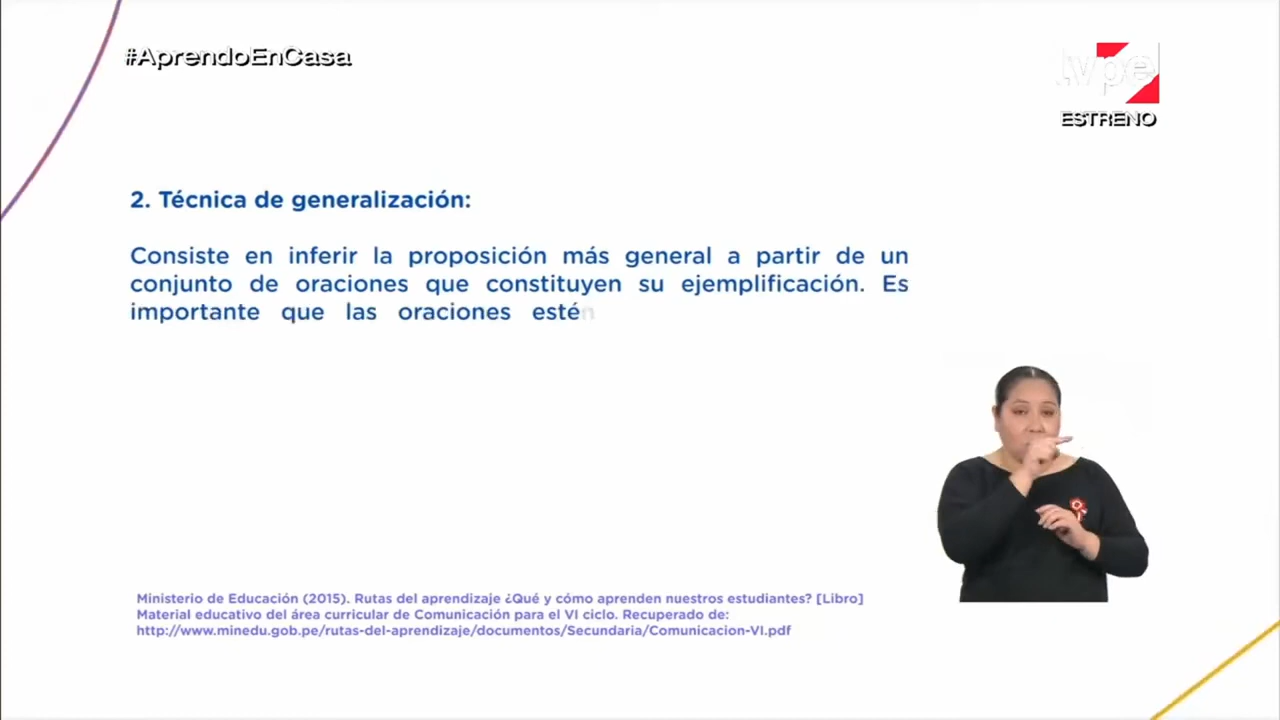 #AprendoEnCasa
tvpe
ESTRENO
2. Técnica de generalización:
Consiste en inferir la proposición más general a partir de un
conjunto de oraciones que constituyen su ejemplificación. Es
importante que las oraciones estén
Ministerio de Educación (2015). Rutas del aprendizaje ¿Qué y cómo aprenden nuestros estudiantes? [Libro]
Material educativo del área curricular de Comunicación para el VI ciclo. Recuperado de:
http://www.minedu.gob.pe/rutas-del-aprendizaje/documentos/Secundaria/Comunicacion-VI.pdf